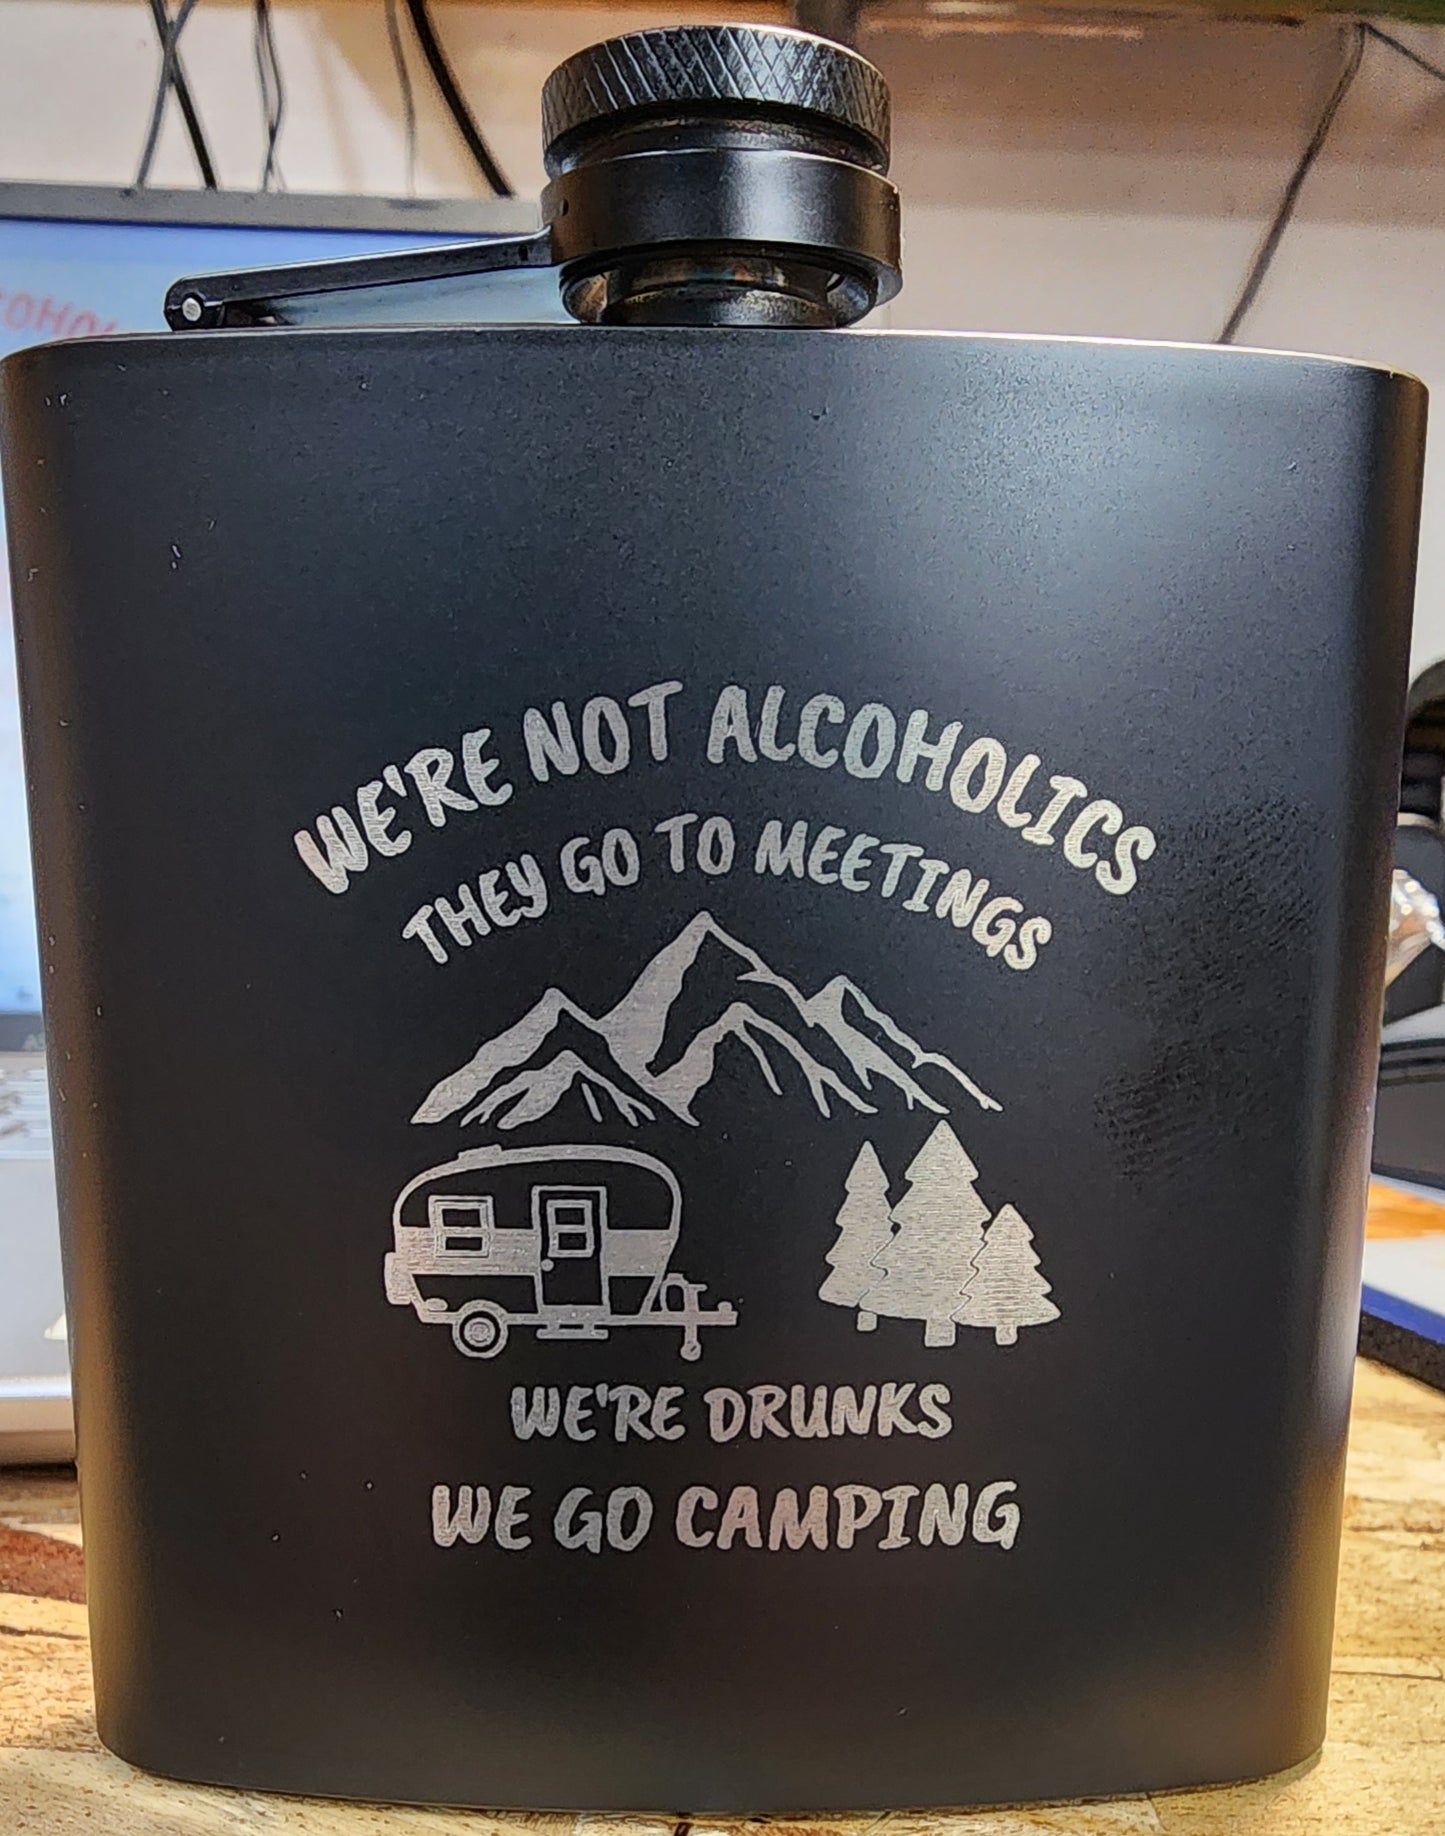 WE'RE NOT ALCOHOLICS
THEY GO TO MEETINGS
WE'RE DRUNKS
WE GO CAMPING